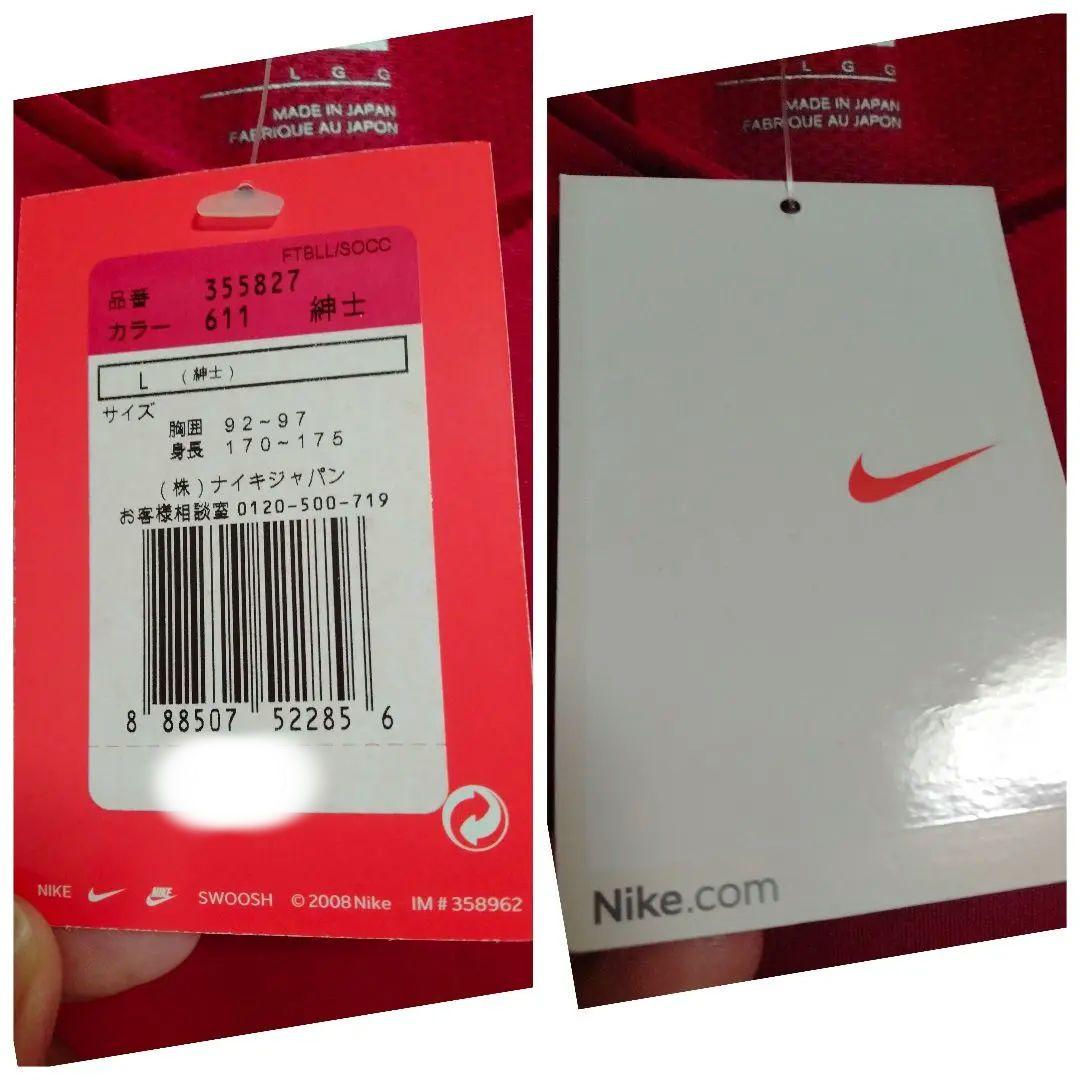 L G G
MADE IN JAPAN
FABRIQUE AU JAPON
FTBLL/SOCC
品番 355827
カラー 611 紳士
L (紳士)
サイズ
胸囲 92~97
身長 170~175
(株)ナイキジャパン
お客様相談室 0120-500-719
8 88507 52285 6
NIKE NIKE SWOOSH ©2008 Nike IM # 358962
L G G
MADE IN JAPAN
FABRIQUE AU JAPON
Nike.com